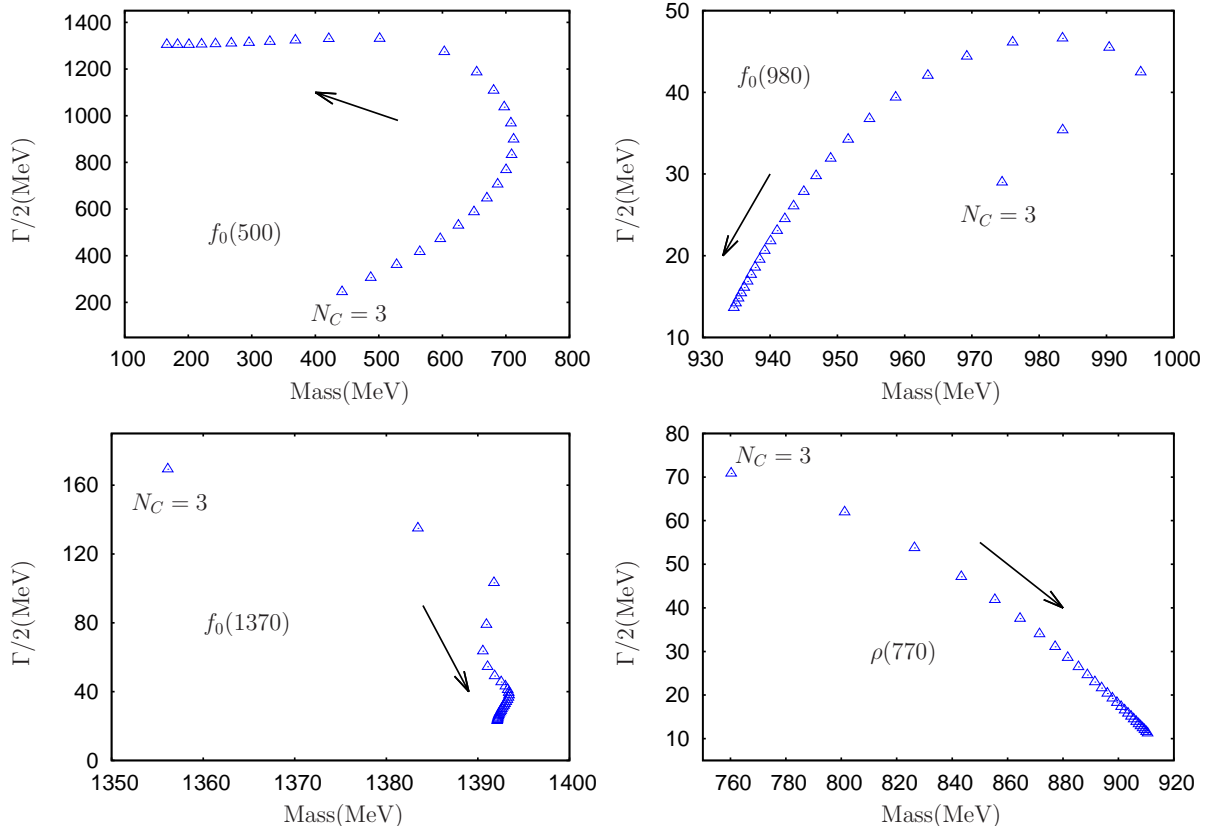 1400
1200
1000
800
600
400
200
Γ/2(MeV)
f₀(500)
N_C = 3
100 200 300 400 500 600 700 800
Mass(MeV)
50
40
30
20
10
Γ/2(MeV)
f₀(980)
N_C = 3
930 940 950 960 970 980 990 1000
Mass(MeV)
160
120
80
40
0
Γ/2(MeV)
N_C = 3
f₀(1370)
1350 1360 1370 1380 1390 1400
Mass(MeV)
80
70
60
50
40
30
20
10
Γ/2(MeV)
N_C = 3
ρ(770)
760 780 800 820 840 860 880 900 920
Mass(MeV)